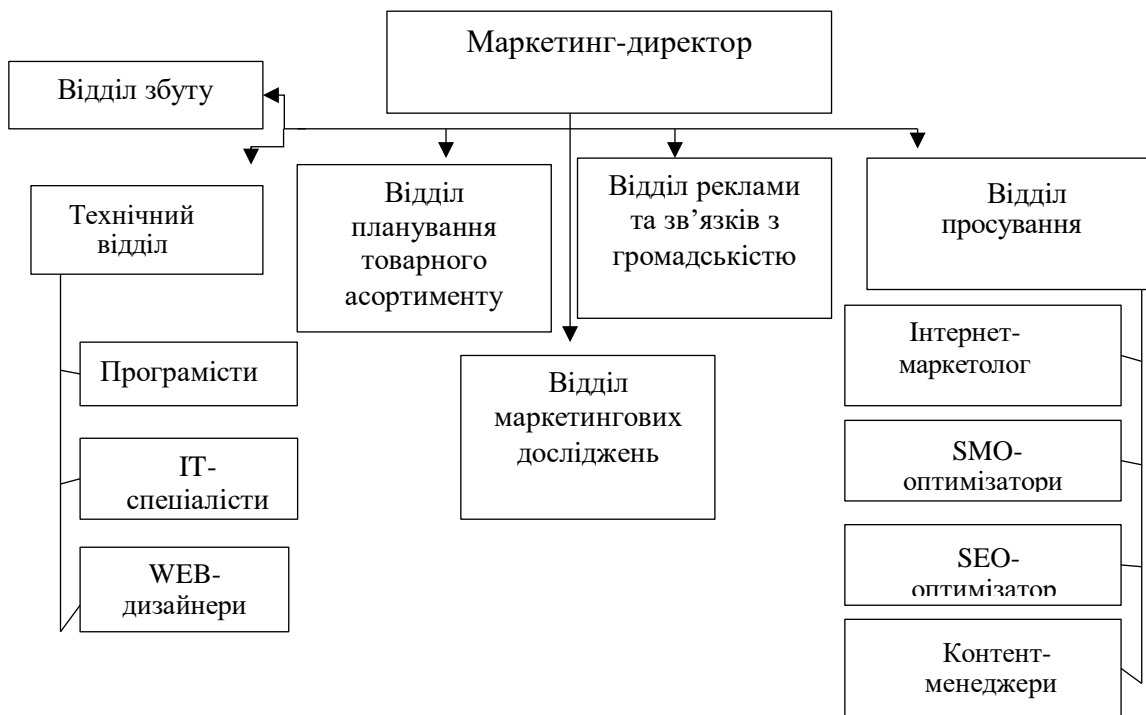 Маркетинг-директор
Відділ збуту
Технічний
відділ
Відділ
планування
товарного
асортименту
Відділ реклами
та зв’язків з
громадськістю
Відділ
просування
Програмісти
ІТ-
спеціалісти
WEB-
дизайнери
Відділ
маркетингових
досліджень
Інтернет-
маркетолог
SMO-
оптимізатори
SEO-
оптимізатор
Контент-
менеджери